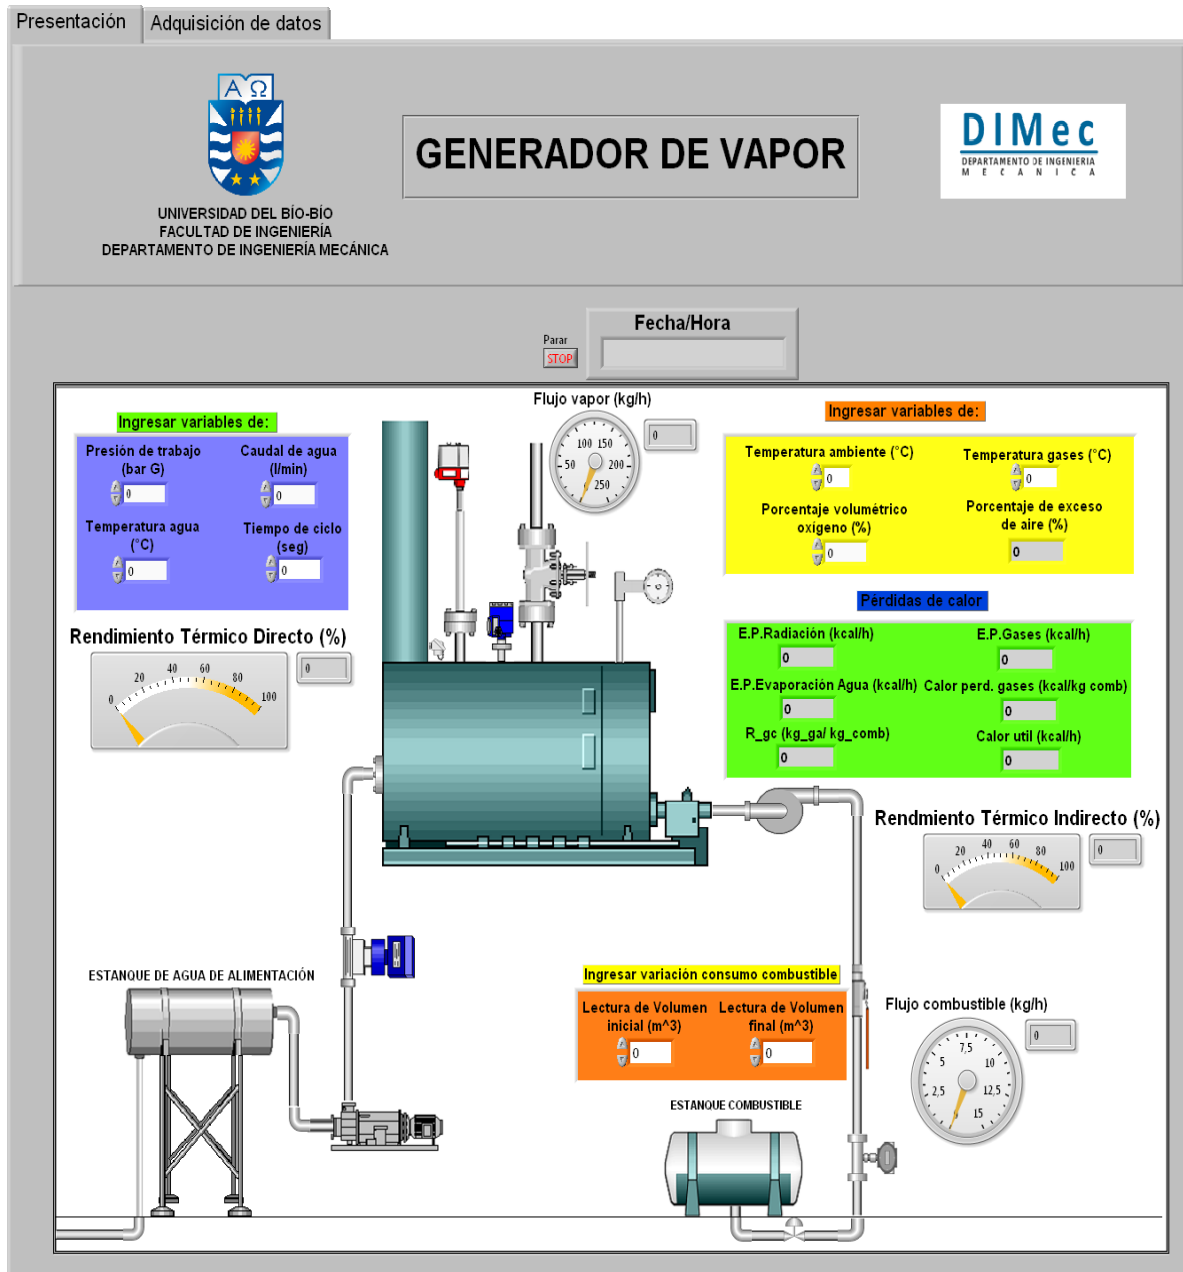 Presentación
Adquisición de datos
ΑΩ
UNIVERSIDAD DEL BÍO-BÍO
FACULTAD DE INGENIERÍA
DEPARTAMENTO DE INGENIERÍA MECÁNICA
GENERADOR DE VAPOR
DIMec
DEPARTAMENTO DE INGENIERIA
MECANICA
Parar
STOP
Fecha/Hora
Ingresar variables de:
Presión de trabajo
(bar G)
0
Caudal de agua
(l/min)
0
Temperatura agua
(°C)
0
Tiempo de ciclo
(seg)
0
Rendimiento Térmico Directo (%)
0
0 20 40 60 80 100
Flujo vapor (kg/h)
0
0 50 100 150 200 250
Ingresar variables de:
Temperatura ambiente (°C)
0
Temperatura gases (°C)
0
Porcentaje volumétrico
oxígeno (%)
0
Porcentaje de exceso
de aire (%)
0
Pérdidas de calor
E.P.Radiación (kcal/h)
0
E.P.Gases (kcal/h)
0
E.P.Evaporación Agua (kcal/h)
0
Calor perd. gases (kcal/kg comb)
0
R_gc (kg_ga/ kg_comb)
0
Calor util (kcal/h)
0
Rendmiento Térmico Indirecto (%)
0
0 20 40 60 80 100
ESTANQUE DE AGUA DE ALIMENTACIÓN
Ingresar variación consumo combustible
Lectura de Volumen
inicial (m^3)
0
Lectura de Volumen
final (m^3)
0
Flujo combustible (kg/h)
0
0 2,5 5 7,5 10 12,5 15
ESTANQUE COMBUSTIBLE